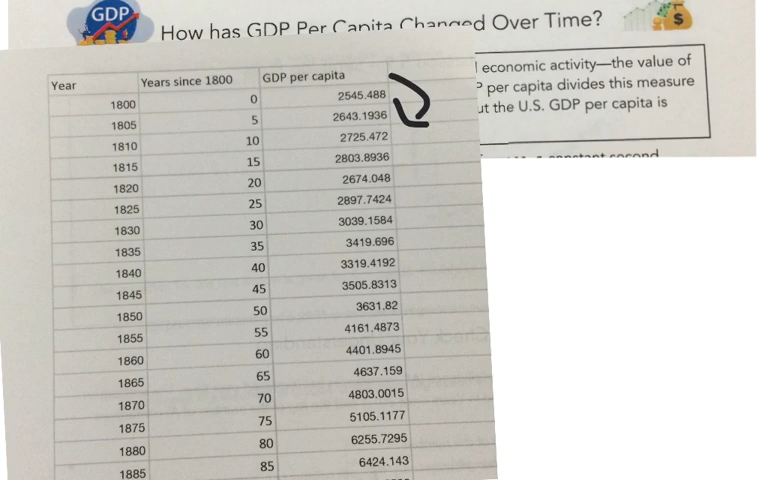 GDP
How has GDP Per Capita Changed Over Time?
$
economic activity—the value of
per capita divides this measure
the U.S. GDP per capita is
Year Years since 1800 GDP per capita
1800 0 2545.488
1805 5 2643.1936
1810 10 2725.472
1815 15 2803.8936
1820 20 2674.048
1825 25 2897.7424
1830 30 3039.1584
1835 35 3419.696
1840 40 3319.4192
1845 45 3505.8313
1850 50 3631.82
1855 55 4161.4873
1860 60 4401.8945
1865 65 4637.159
1870 70 4803.0015
1875 75 5105.1177
1880 80 6255.7295
1885 85 6424.143